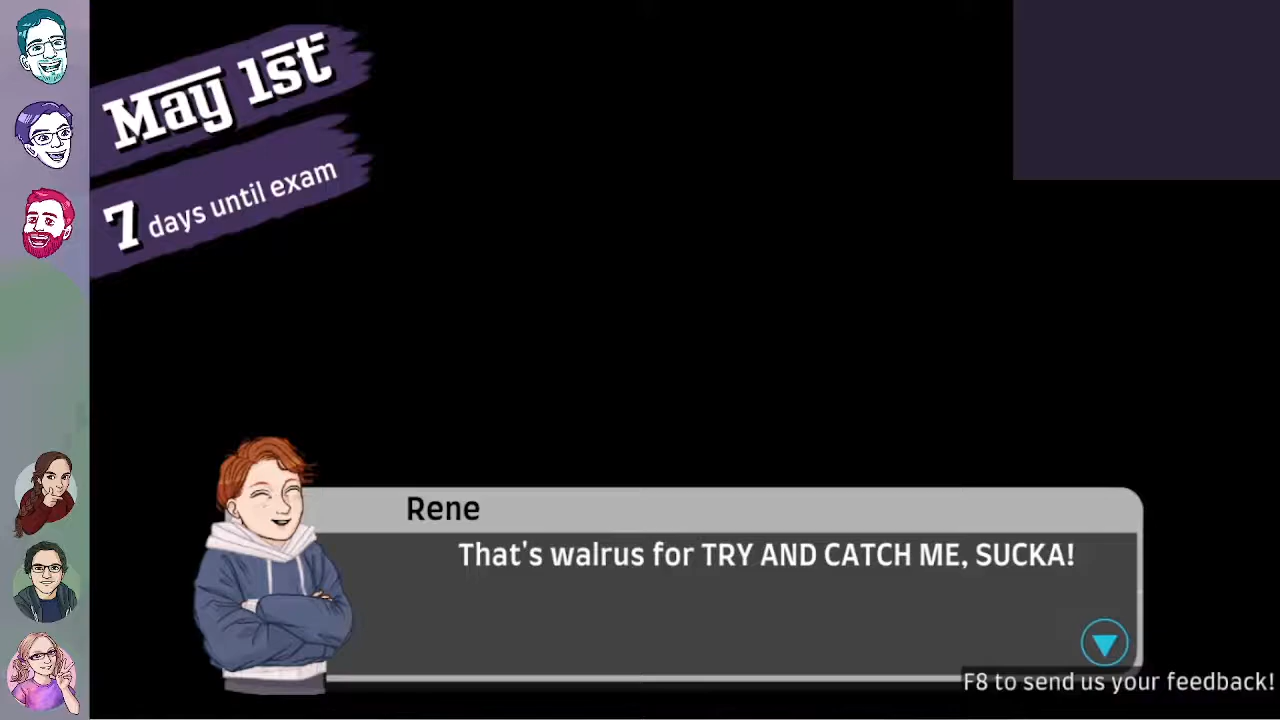 May 1st
7 days until exam
Rene
That's walrus for TRY AND CATCH ME, SUCKA!
F8 to send us your feedback!